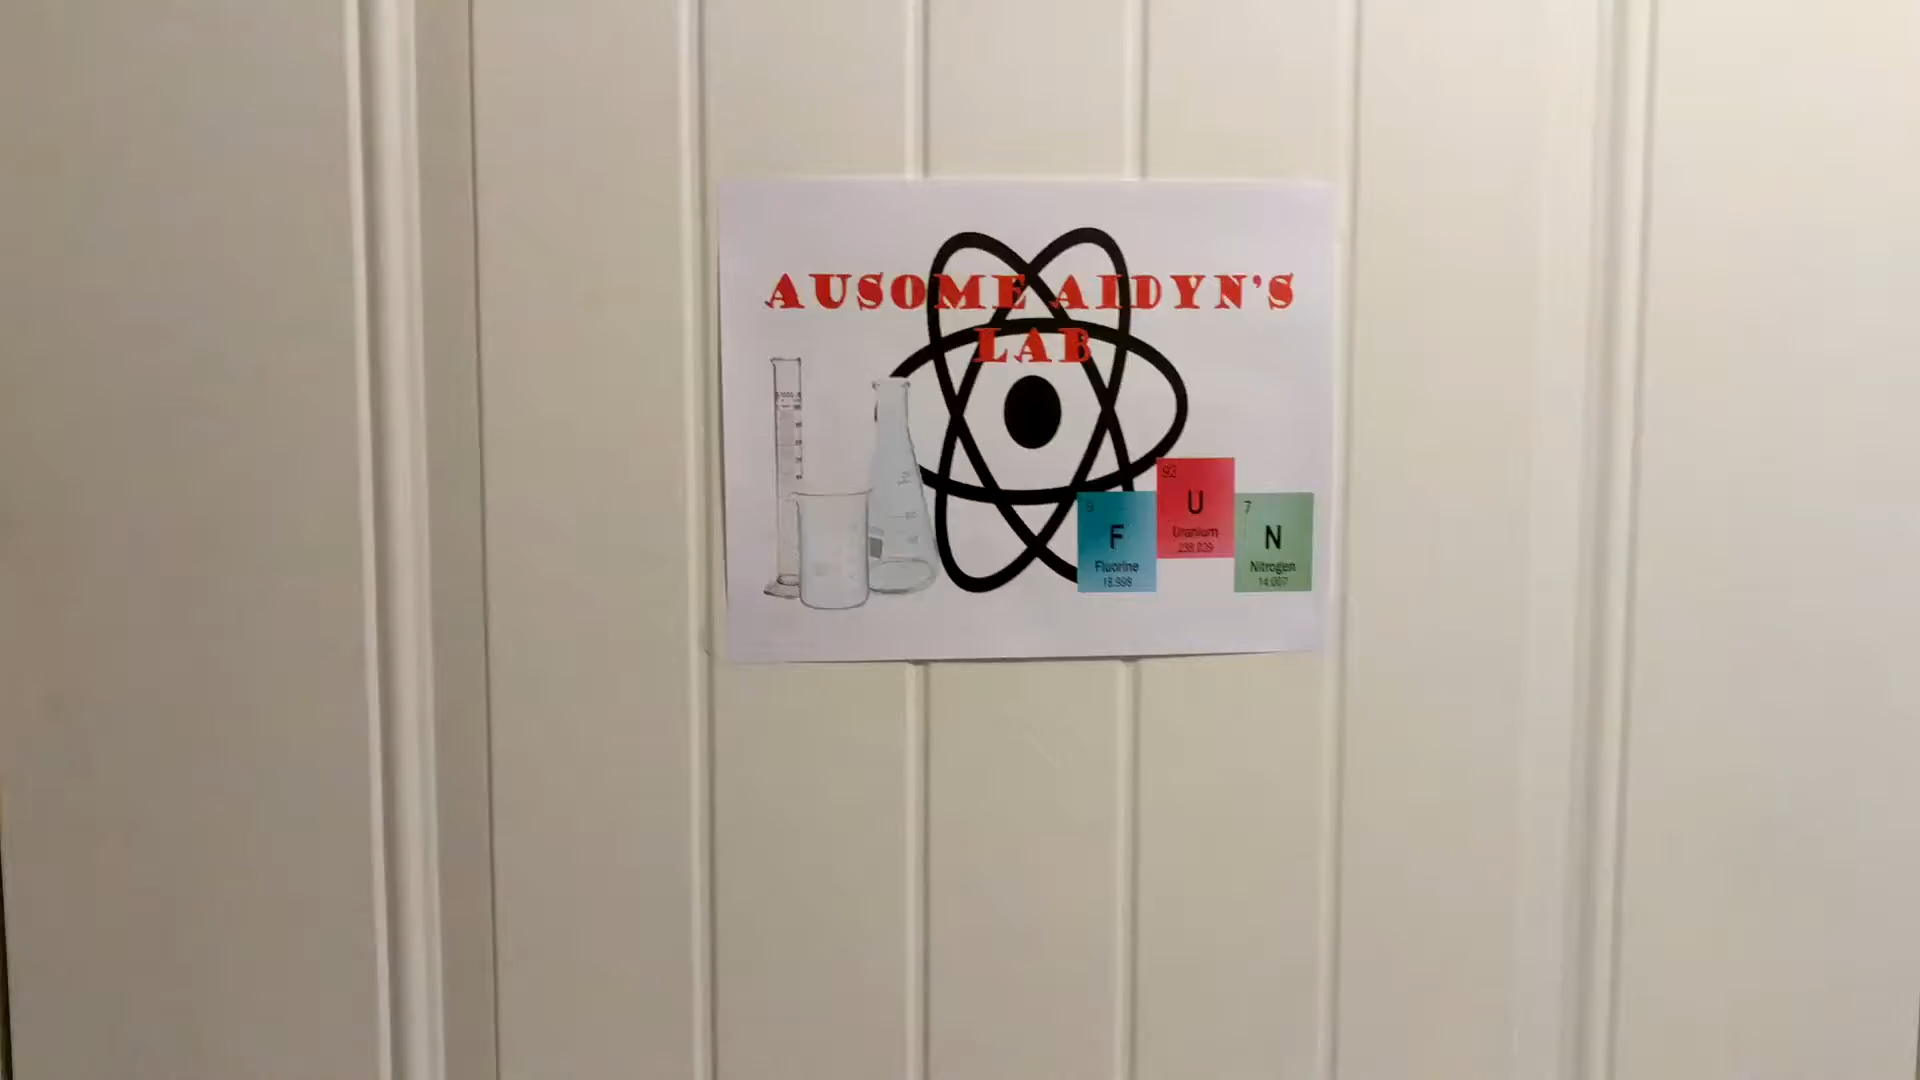 AUSOME AIDYN'S
LAB
9
F
Fluorine
18.998
92
U
Uranium
238.029
7
N
Nitrogen
14.007